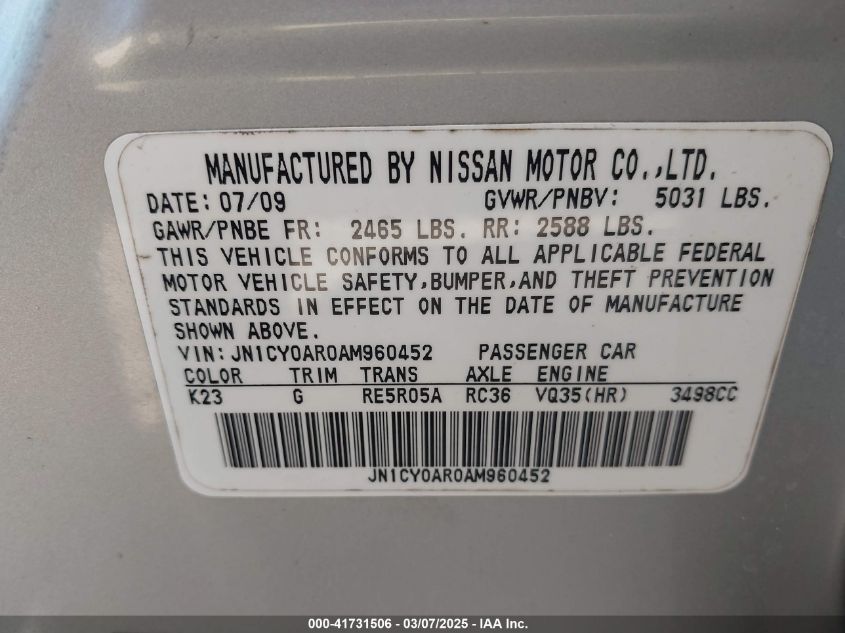 MANUFACTURED BY NISSAN MOTOR CO.,LTD.
DATE: 07/09 GVWR/PNBV: 5031 LBS.
GAWR/PNBE FR: 2465 LBS. RR: 2588 LBS.
THIS VEHICLE CONFORMS TO ALL APPLICABLE FEDERAL
MOTOR VEHICLE SAFETY,BUMPER,AND THEFT PREVENTION
STANDARDS IN EFFECT ON THE DATE OF MANUFACTURE
SHOWN ABOVE.
VIN:JN1CY0AR0AM960452 PASSENGER CAR
COLOR TRIM TRANS AXLE ENGINE
K23 G RE5R05A RC36 VQ35(HR) 3498CC
JN1CY0AR0AM960452
000-41731506 - 03/07/2025 - IAA Inc.